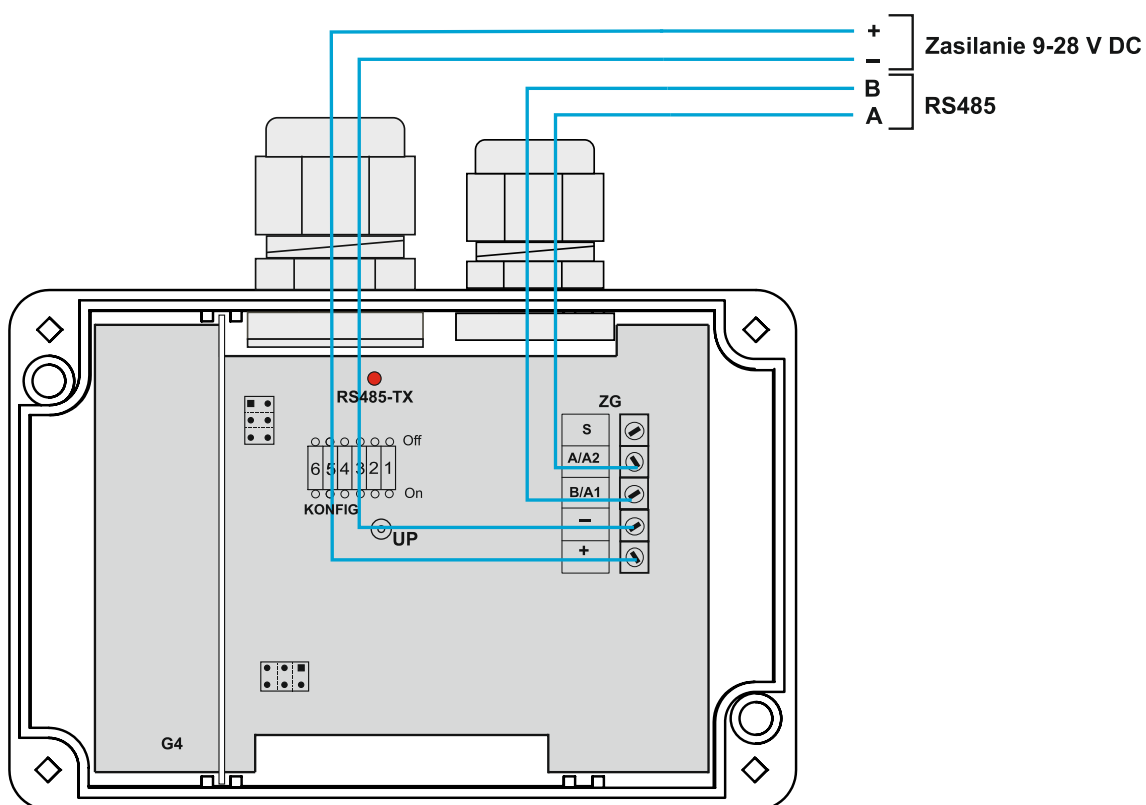 +
Zasilanie 9-28 V DC
–
B
RS485
A
RS485-TX
ZG
S
Off
A/A2
6 5 4 3 2 1
B/A1
On
KONFIG
–
UP
+
G4